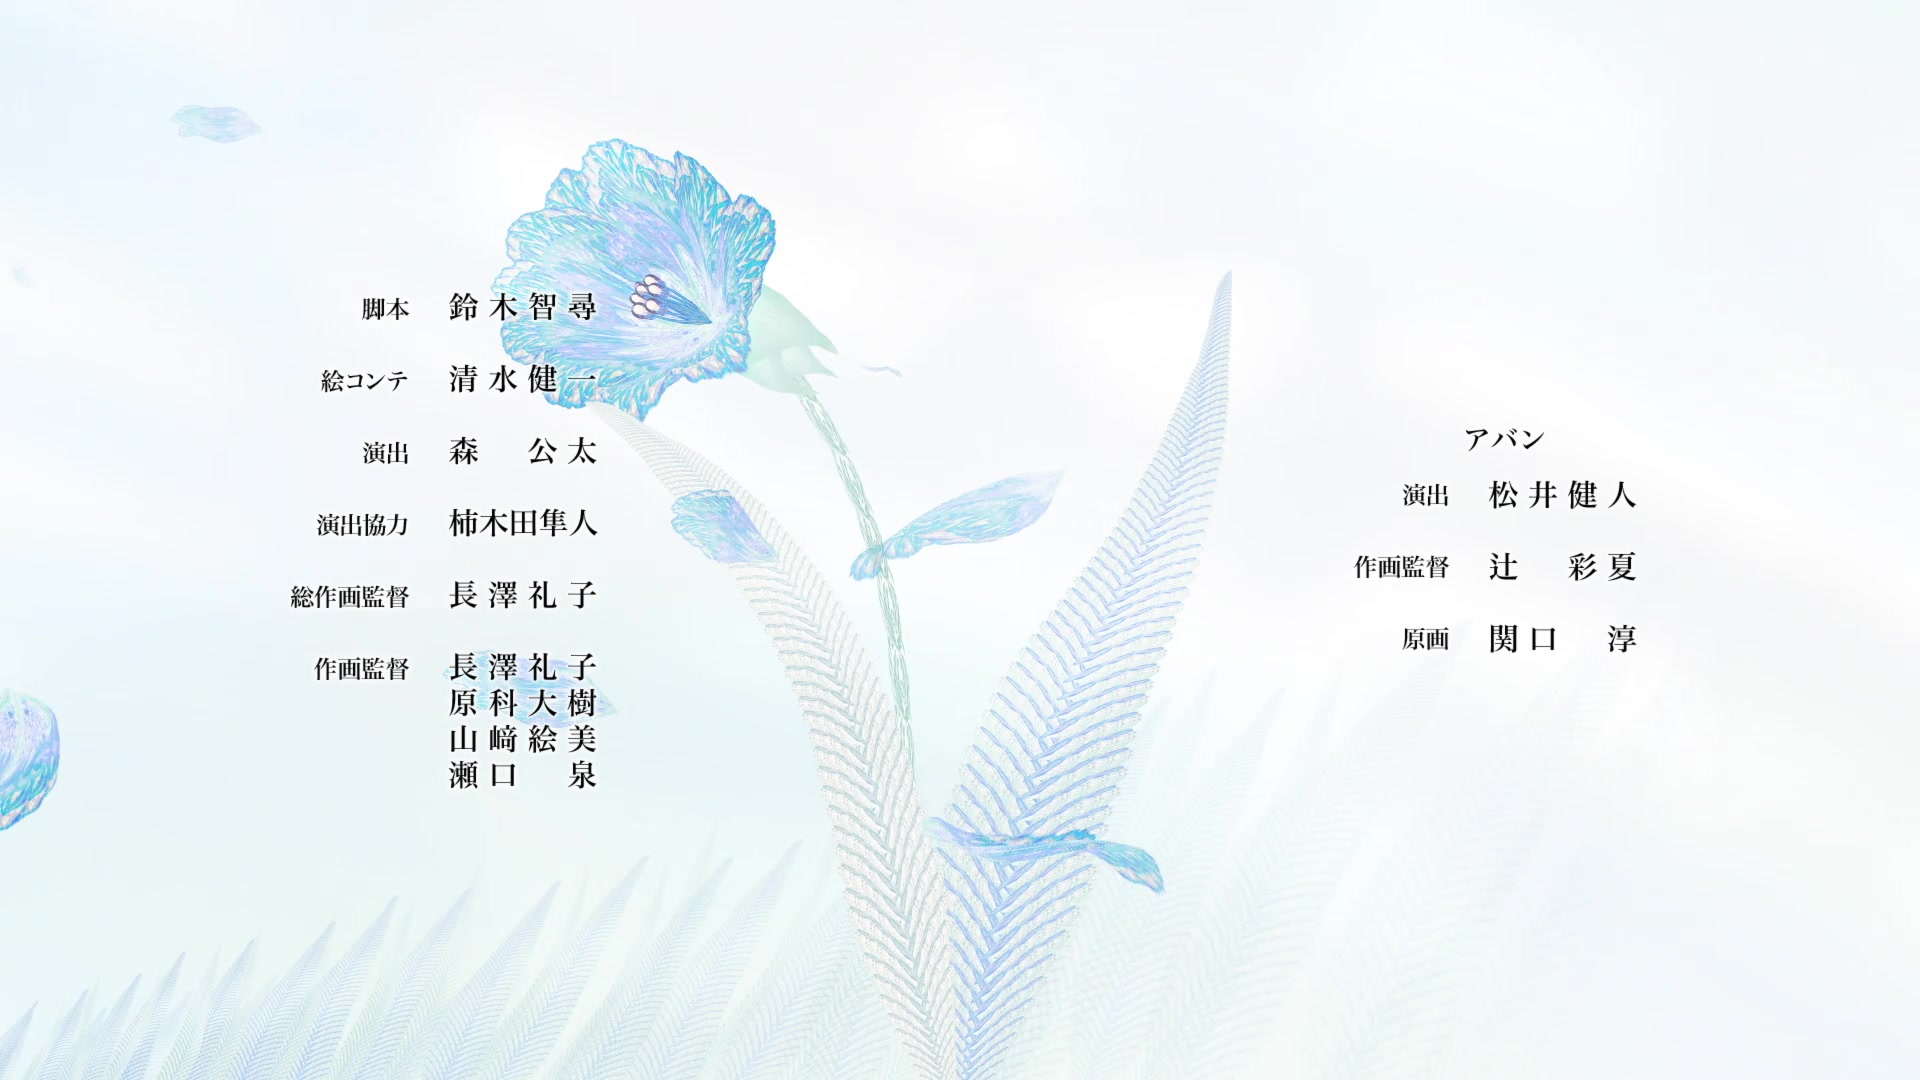 脚本 鈴木智尋
絵コンテ 清水健一
演出 森 公太
演出協力 柿木田隼人
総作画監督 長澤礼子
作画監督 長澤礼子
原科大樹
山﨑絵美
瀬口 泉
アバン
演出 松井健人
作画監督 辻 彩夏
原画 関口 淳